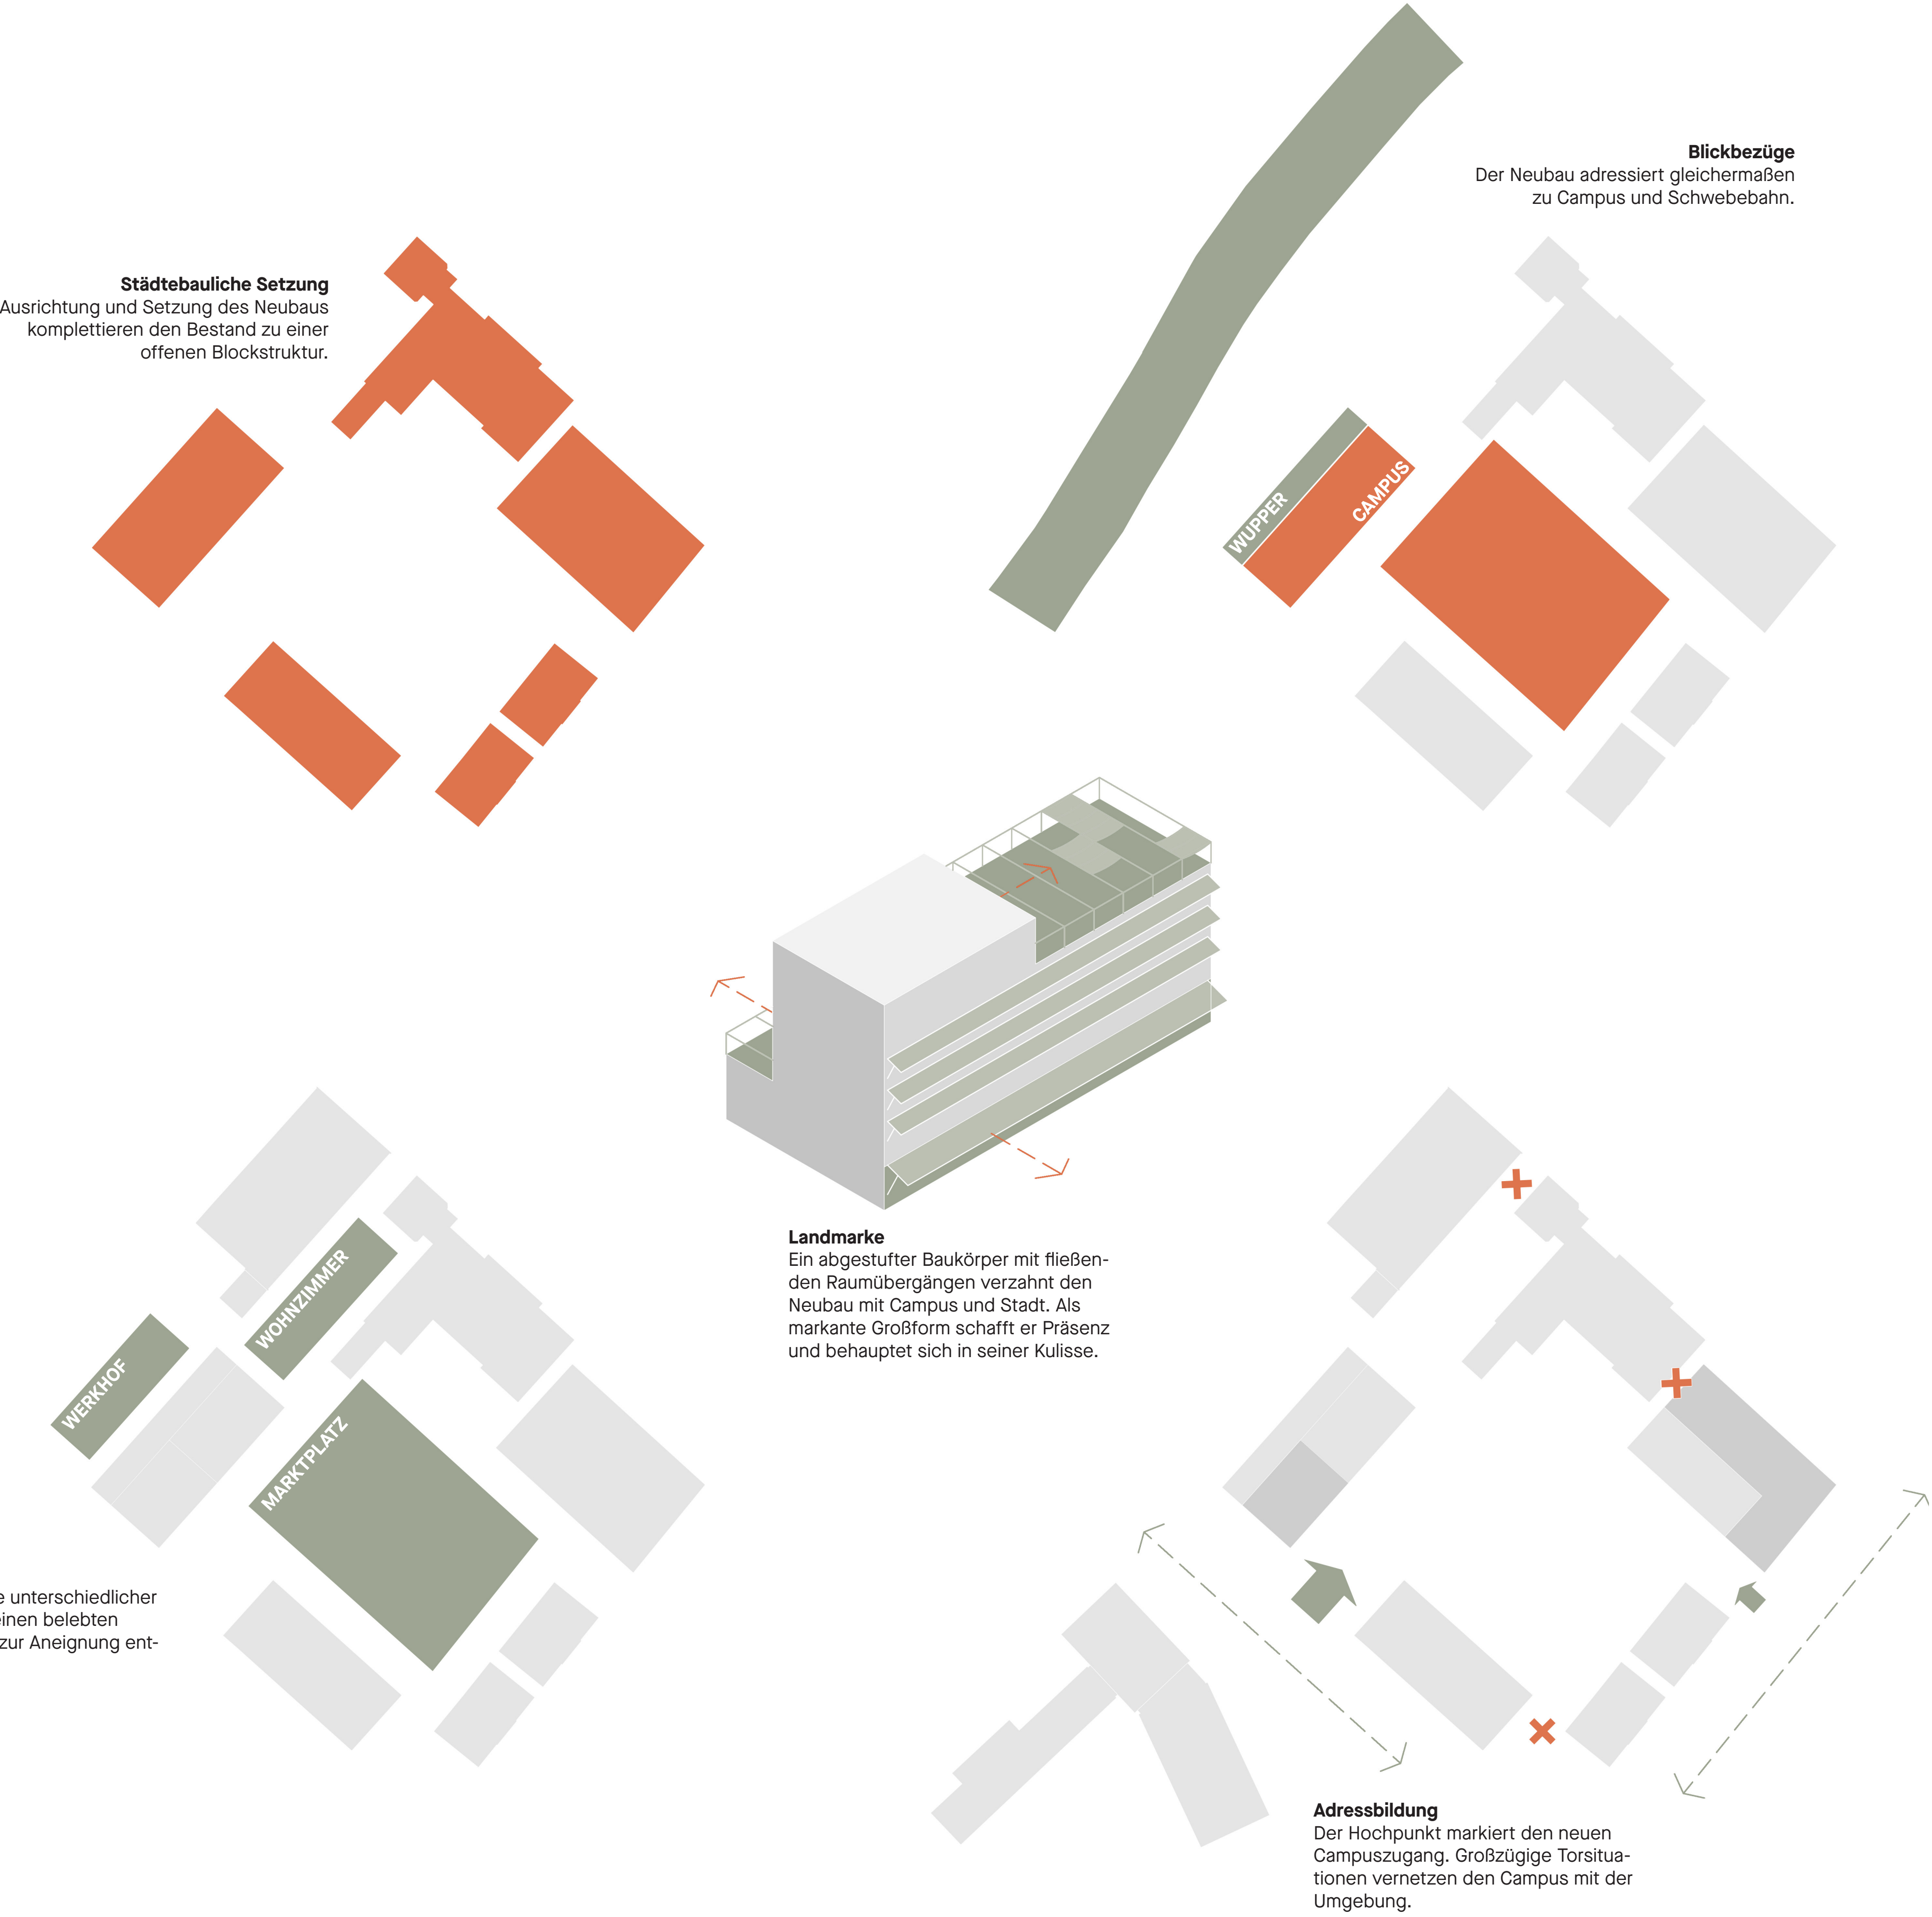 Blickbezüge
Der Neubau adressiert gleichermaßen
zu Campus und Schwebebahn.
Städtebauliche Setzung
Ausrichtung und Setzung des Neubaus
komplettieren den Bestand zu einer
offenen Blockstruktur.
WUPPER
CAMPUS
Landmarke
Ein abgestufter Baukörper mit fließen-
den Raumübergängen verzahnt den
Neubau mit Campus und Stadt. Als
markante Großform schafft er Präsenz
und behauptet sich in seiner Kulisse.
WOHNZIMMER
WERKHOF
MARKTPLATZ
unterschiedlicher
einen belebten
zur Aneignung ent-
Adressbildung
Der Hochpunkt markiert den neuen
Campuszugang. Großzügige Torsitua-
tionen vernetzen den Campus mit der
Umgebung.